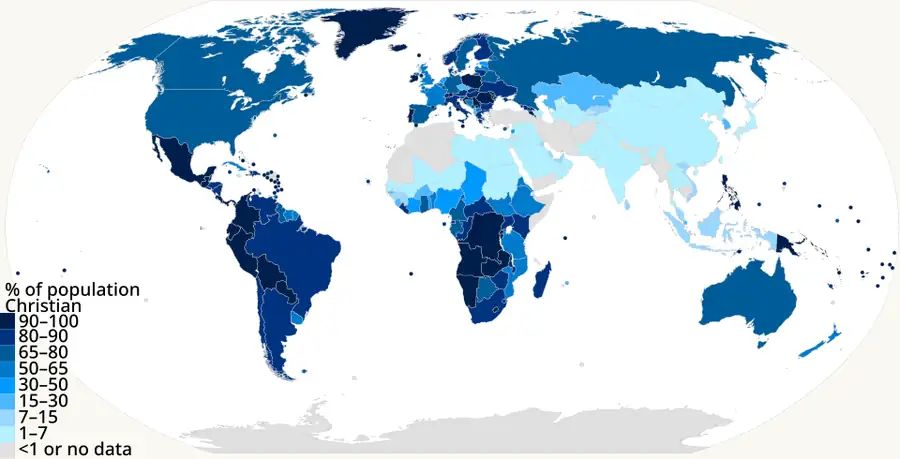 % of population
Christian
90–100
80–90
65–80
50–65
30–50
15–30
7–15
1–7
<1 or no data